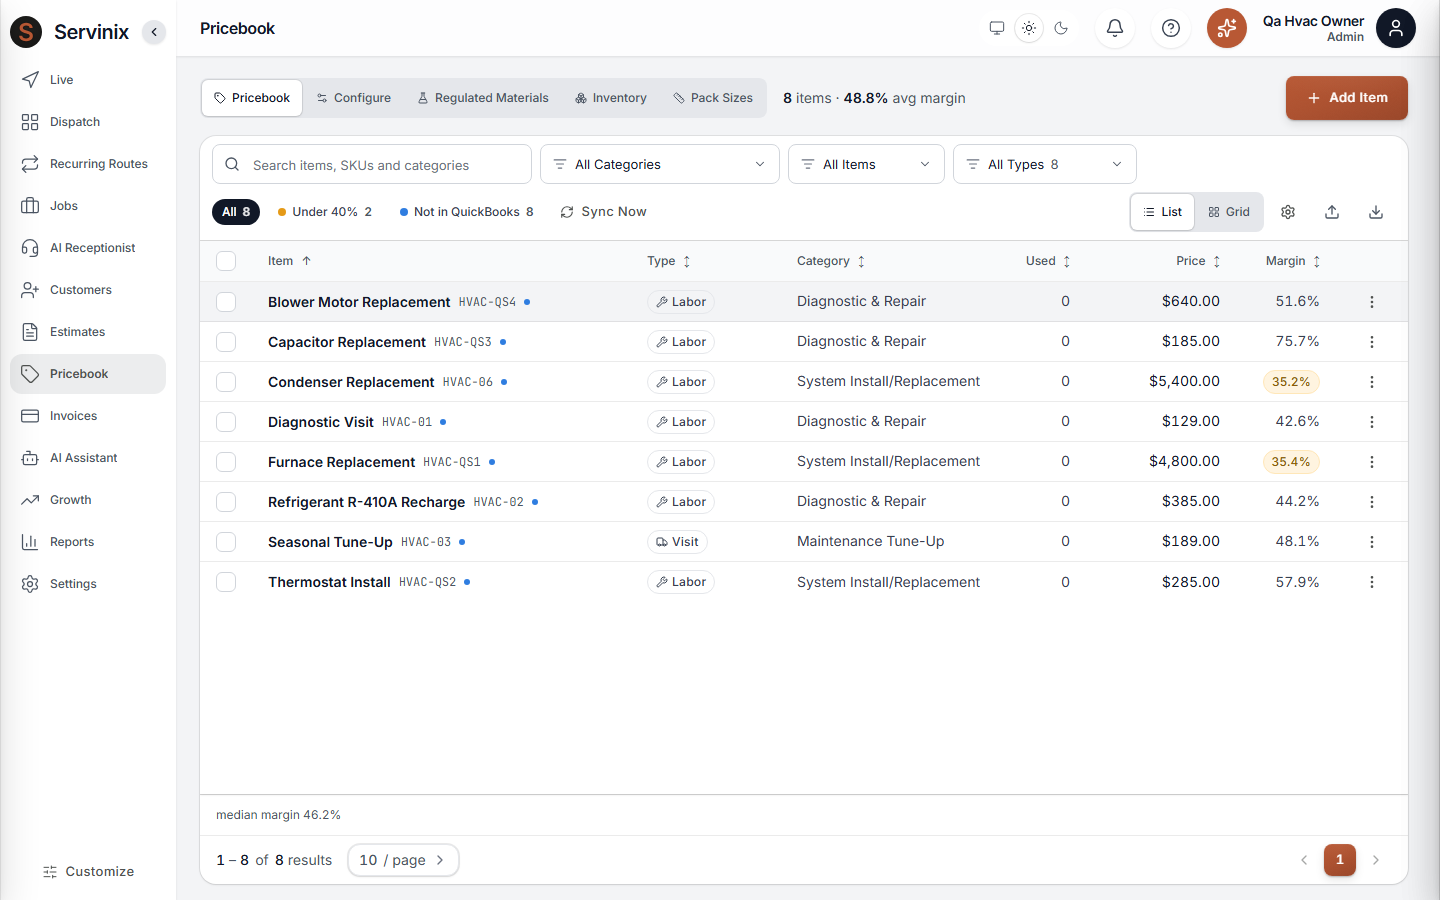 Servinix
Live
Dispatch
Recurring Routes
Jobs
AI Receptionist
Customers
Estimates
Pricebook
Invoices
AI Assistant
Growth
Reports
Settings
Customize
Pricebook
Qa Hvac Owner
Admin
Pricebook Configure Regulated Materials Inventory Pack Sizes 8 items · 48.8% avg margin + Add Item
Search items, SKUs and categories All Categories All Items All Types 8
All 8 Under 40% 2 Not in QuickBooks 8 Sync Now List Grid
Item Type Category Used Price Margin
Blower Motor Replacement HVAC-QS4 Labor Diagnostic & Repair 0 $640.00 51.6%
Capacitor Replacement HVAC-QS3 Labor Diagnostic & Repair 0 $185.00 75.7%
Condenser Replacement HVAC-06 Labor System Install/Replacement 0 $5,400.00 35.2%
Diagnostic Visit HVAC-01 Labor Diagnostic & Repair 0 $129.00 42.6%
Furnace Replacement HVAC-QS1 Labor System Install/Replacement 0 $4,800.00 35.4%
Refrigerant R-410A Recharge HVAC-02 Labor Diagnostic & Repair 0 $385.00 44.2%
Seasonal Tune-Up HVAC-03 Visit Maintenance Tune-Up 0 $189.00 48.1%
Thermostat Install HVAC-QS2 Labor System Install/Replacement 0 $285.00 57.9%
median margin 46.2%
1 – 8 of 8 results 10 / page 1